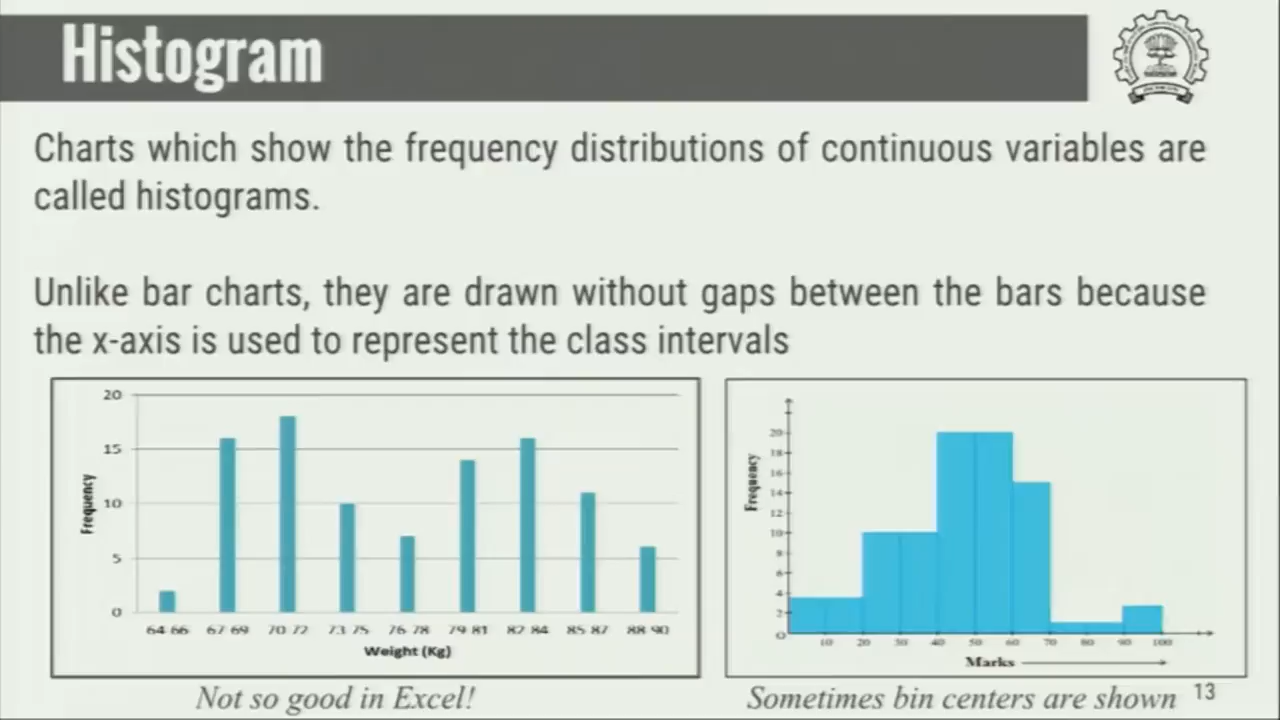 Histogram
Charts which show the frequency distributions of continuous variables are
called histograms.
Unlike bar charts, they are drawn without gaps between the bars because
the x-axis is used to represent the class intervals
20
15
10
5
0
Frequency
64-66 67-69 70-72 73-75 76-78 79-81 82-84 85-87 88-90
Weight (Kg)
Not so good in Excel!
20
18
16
14
12
10
8
6
4
2
O
Frequency
10 20 30 40 50 60 70 80 90 100
Marks
Sometimes bin centers are shown
13